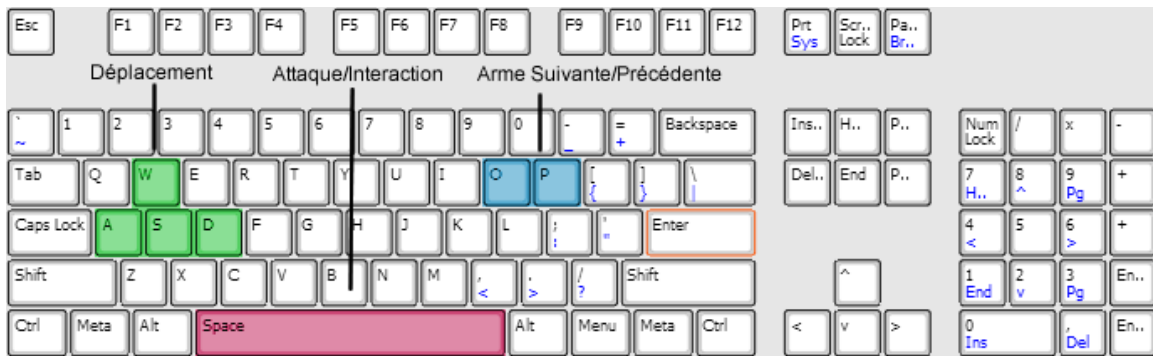 Esc F1 F2 F3 F4 F5 F6 F7 F8 F9 F10 F11 F12 Prt Sys Scr.. Lock Pa.. Br..
Déplacement Attaque/Interaction Arme Suivante/Précédente
` ~ 1 2 3 4 5 6 7 8 9 0 - _ = + Backspace Ins.. H.. P.. Num Lock / x -
Tab Q W E R T Y U I O P [ { ] } \ | Del.. End P.. 7 H.. 8 ^ 9 Pg +
Caps Lock A S D F G H J K L ; : ' " Enter 4 < 5 6 > +
Shift Z X C V B N M , < . > / ? Shift ^ 1 End 2 v 3 Pg En..
Ctrl Meta Alt Space Alt Menu Meta Ctrl < v > 0 Ins , Del En..